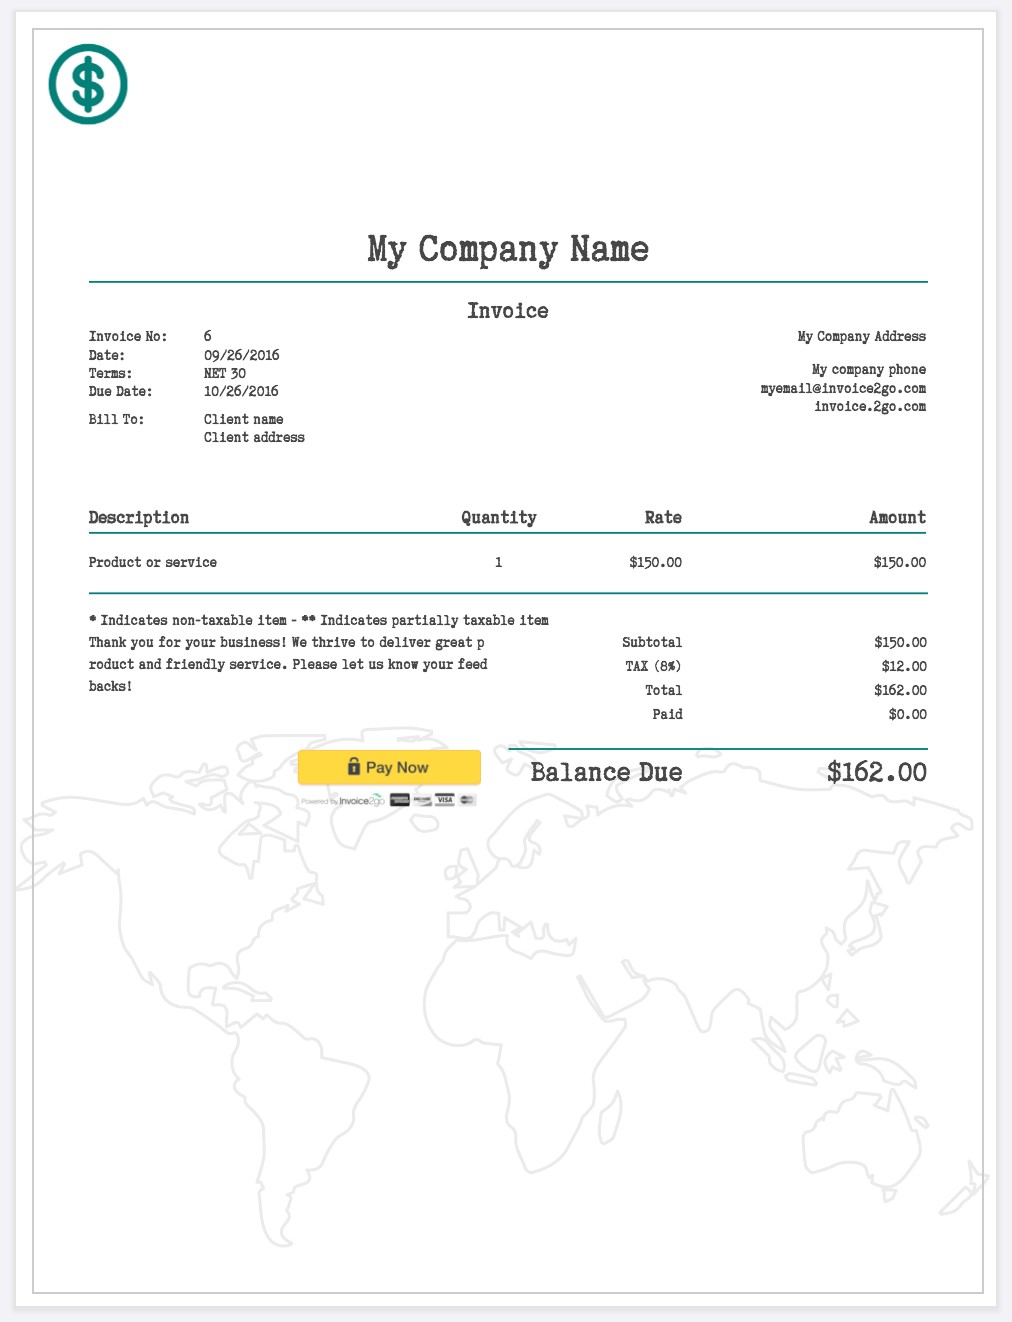 $
My Company Name
Invoice
Invoice No: 6
Date: 09/26/2016
Terms: NET 30
Due Date: 10/26/2016
Bill To: Client name
Client address
My Company Address
My company phone
myemail@invoice2go.com
invoice.2go.com
Description Quantity Rate Amount
Product or service 1 $150.00 $150.00
* Indicates non-taxable item - ** Indicates partially taxable item
Thank you for your business! We thrive to deliver great p
roduct and friendly service. Please let us know your feed
backs!
Subtotal $150.00
TAX (8%) $12.00
Total $162.00
Paid $0.00
Pay Now
Powered by Invoice2go VISA
Balance Due $162.00